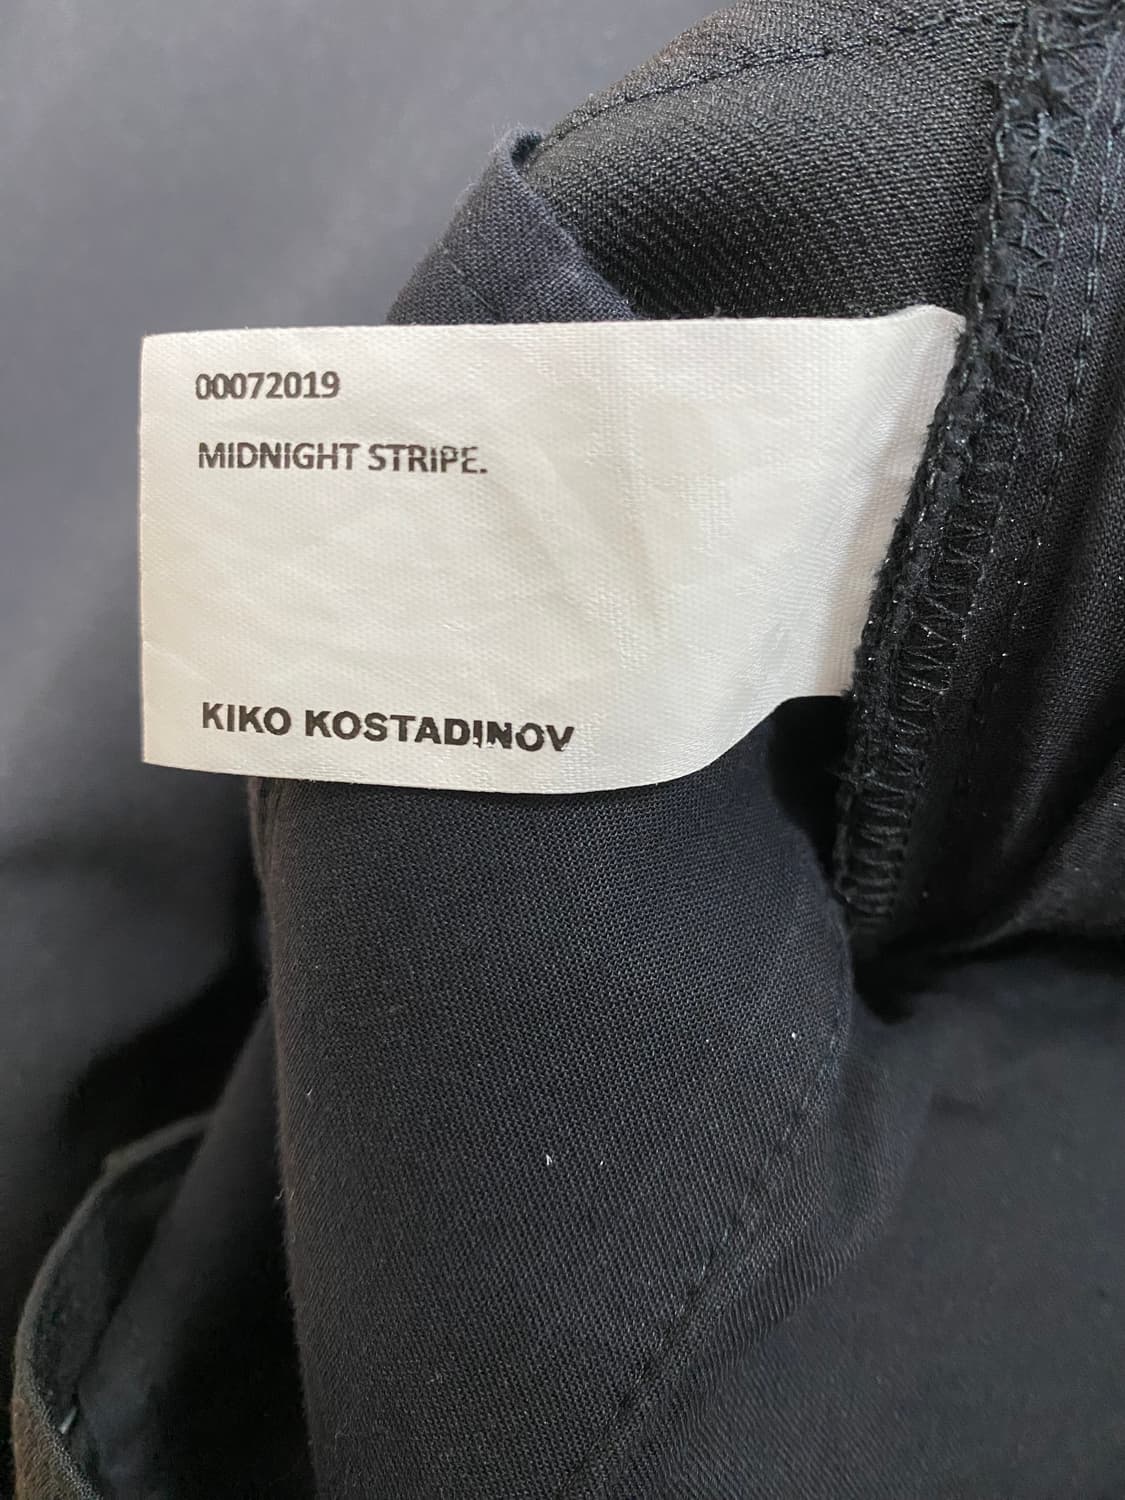 00072019
MIDNIGHT STRIPE.
KIKO KOSTADINOV